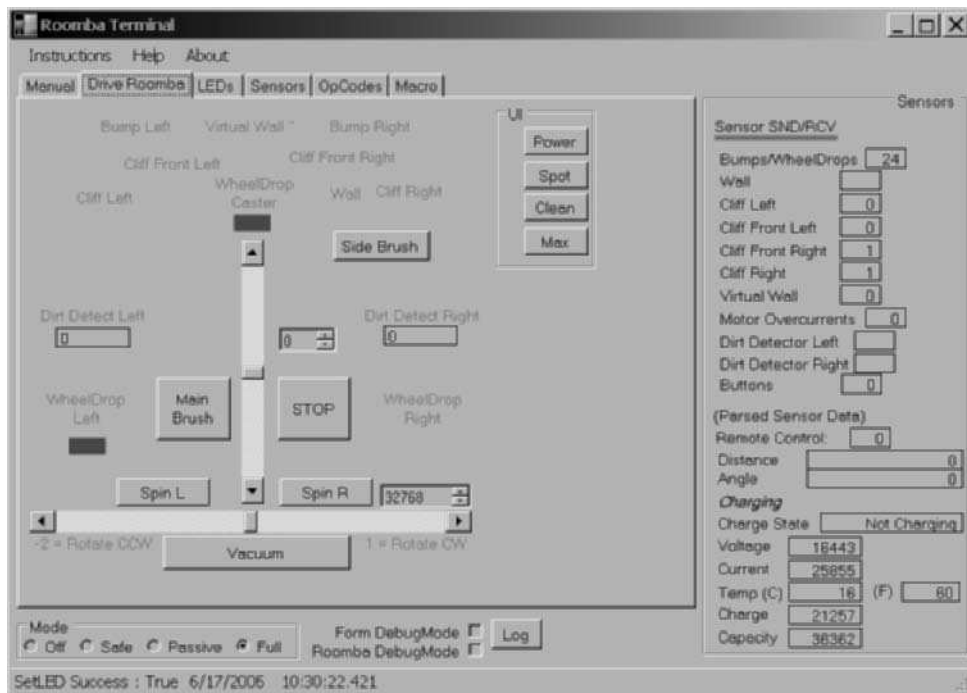 Roomba Terminal
Instructions Help About
Manual Drive Roomba LEDs Sensors OpCodes Macro
Bump Left Virtual Wall Bump Right
Cliff Front Left Cliff Front Right
Cliff Left WheelDrop Caster Wall Cliff Right
Side Brush
UI
Power
Spot
Clean
Max
Dirt Detect Left Dirt Detect Right
0 0 0
WheelDrop Left Main Brush STOP WheelDrop Right
Spin L Spin R 32768
-2 = Rotate CCW Vacuum 1 = Rotate CW
Mode
Off Safe Passive Full
Form DebugMode
Roomba DebugMode
Log
Sensors
Sensor SND/RCV
Bumps/WheelDrops 24
Wall
Cliff Left 0
Cliff Front Left 0
Cliff Front Right 1
Cliff Right 1
Virtual Wall 0
Motor Overcurrents 0
Dirt Detector Left
Dirt Detector Right
Buttons 0
(Parsed Sensor Data)
Remote Control: 0
Distance 0
Angle 0
Charging
Charge State Not Charging
Voltage 16443
Current 25855
Temp (C) 16 (F) 60
Charge 21257
Capacity 36362
SetLED Success : True 6/17/2006 10:30:22.421